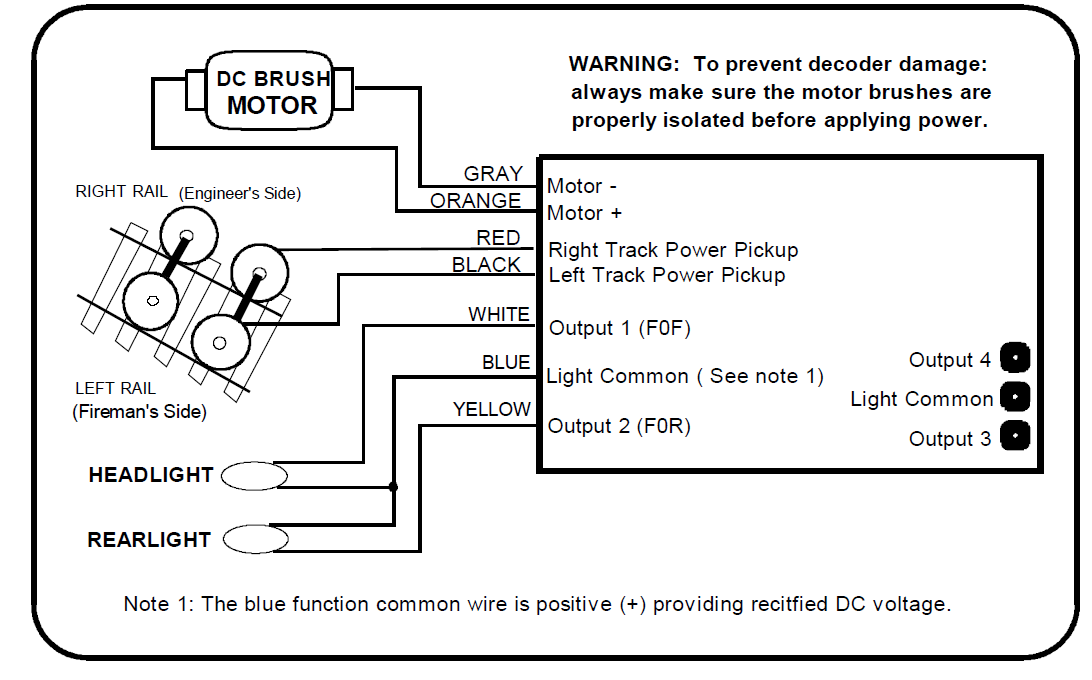 DC BRUSH
MOTOR
WARNING: To prevent decoder damage:
always make sure the motor brushes are
properly isolated before applying power.
GRAY
Motor -
ORANGE
Motor +
RIGHT RAIL (Engineer's Side)
RED
Right Track Power Pickup
BLACK
Left Track Power Pickup
WHITE
Output 1 (F0F)
BLUE
Light Common ( See note 1)
YELLOW
Output 2 (F0R)
Output 4
Light Common
Output 3
LEFT RAIL
(Fireman's Side)
HEADLIGHT
REARLIGHT
Note 1: The blue function common wire is positive (+) providing recitfied DC voltage.